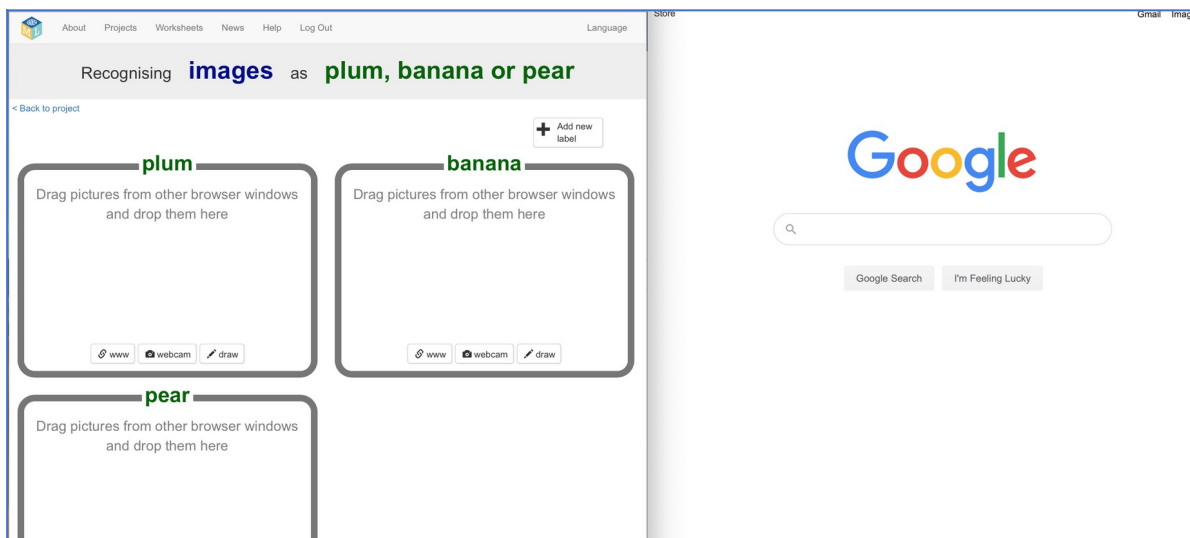 About Projects Worksheets News Help Log Out Language
Recognising images as plum, banana or pear
< Back to project
Add new
label
plum
Drag pictures from other browser windows
and drop them here
www webcam draw
banana
Drag pictures from other browser windows
and drop them here
www webcam draw
pear
Drag pictures from other browser windows
and drop them here
Store
Gmail
Google
Google Search I'm Feeling Lucky